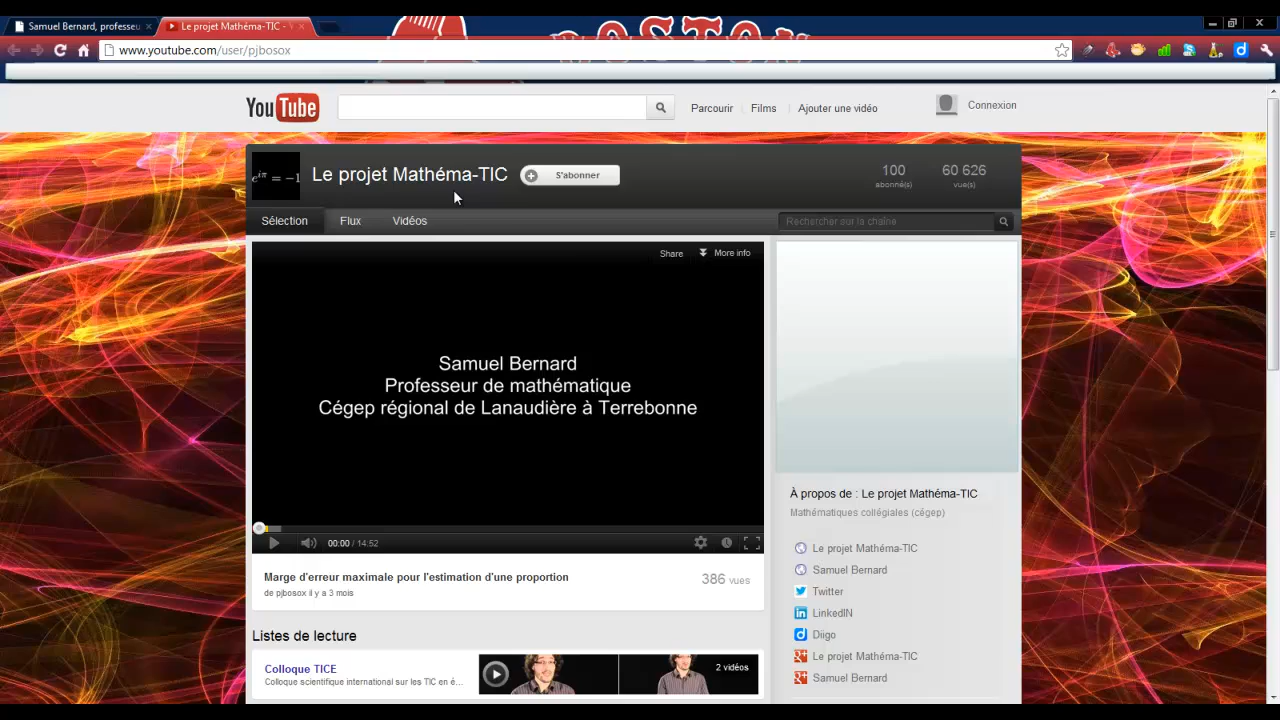 Samuel Bernard, professeu
Le projet Mathéma-TIC -
www.youtube.com/user/pjbosox
YouTube
Parcourir
Films
Ajouter une vidéo
Connexion
e^iπ = −1
Le projet Mathéma-TIC
S'abonner
100
abonné(s)
60 626
vue(s)
Sélection
Flux
Vidéos
Rechercher sur la chaîne
Share
More info
Samuel Bernard
Professeur de mathématique
Cégep régional de Lanaudière à Terrebonne
00:00 / 14:52
Marge d'erreur maximale pour l'estimation d'une proportion
386 vues
de pjbosox il y a 3 mois
Listes de lecture
Colloque TICE
Colloque scientifique international sur les TIC en é...
2 vidéos
À propos de : Le projet Mathéma-TIC
Mathématiques collégiales (cégep)
Le projet Mathéma-TIC
Samuel Bernard
Twitter
LinkedIN
Diigo
Le projet Mathéma-TIC
Samuel Bernard